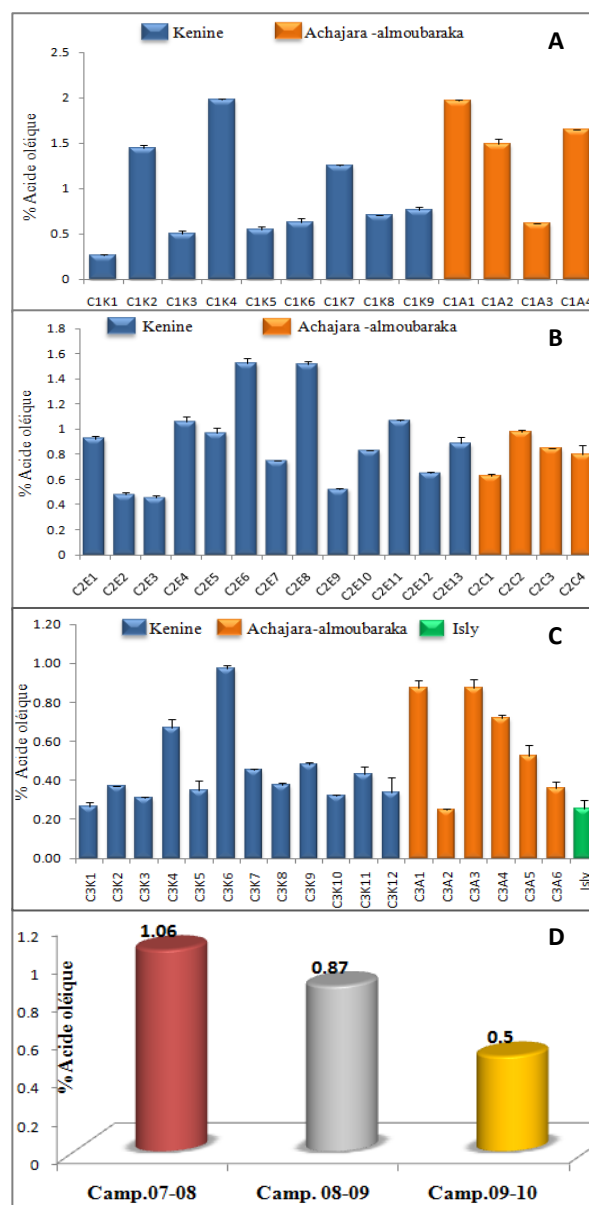 Kenine Achajara -almoubaraka A
% Acide oléique
2.5
2
1.5
1
0.5
0
C1K1 C1K2 C1K3 C1K4 C1K5 C1K6 C1K7 C1K8 C1K9 C1A1 C1A2 C1A3 C1A4
Kenine Achajara -almoubaraka B
% Acide oléique
1.8
1.6
1.4
1.2
1
0.8
0.6
0.4
0.2
0
C2E1 C2E2 C2E3 C2E4 C2E5 C2E6 C2E7 C2E8 C2E9 C2E10 C2E11 C2E12 C2E13 C2C1 C2C2 C2C3 C2C4
Kenine Achajara-almoubaraka Isly C
% Acide oléique
1.20
1.00
0.80
0.60
0.40
0.20
0.00
C3K1 C3K2 C3K3 C3K4 C3K5 C3K6 C3K7 C3K8 C3K9 C3K10 C3K11 C3K12 C3A1 C3A2 C3A3 C3A4 C3A5 C3A6 Isly
D
% Acide oléique
1.2
1
0.8
0.6
0.4
0.2
0
1.06
0.87
0.5
Camp.07-08 Camp. 08-09 Camp.09-10